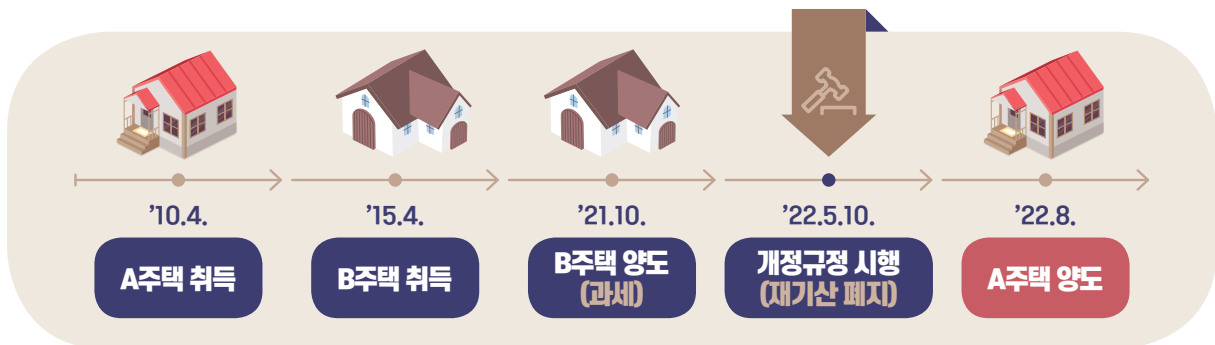 ’10.4.
’15.4.
’21.10.
’22.5.10.
’22.8.
A주택 취득
B주택 취득
B주택 양도
(과세)
개정규정 시행
(재기산 폐지)
A주택 양도